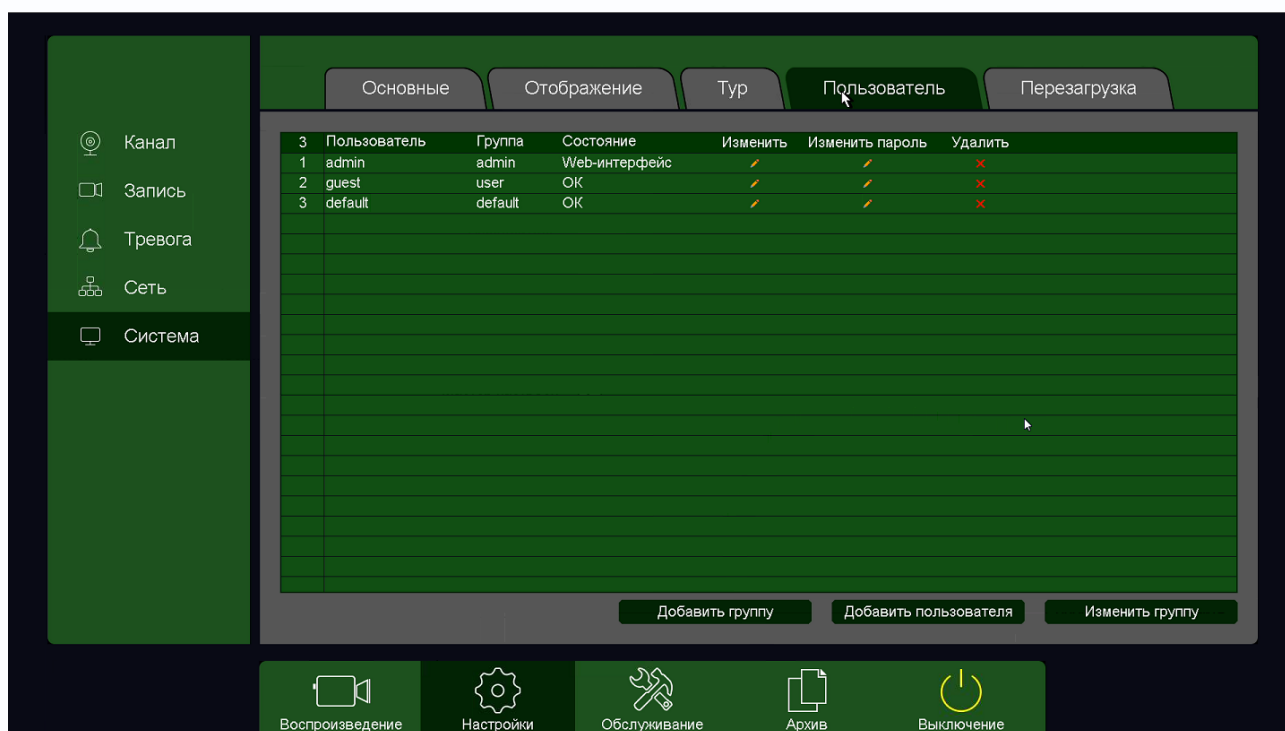 Основные Отображение Тур Пользователь Перезагрузка
Канал
Запись
Тревога
Сеть
Система
3 Пользователь Группа Состояние Изменить Изменить пароль Удалить
1 admin admin Web-интерфейс
2 guest user OK
3 default default OK
Добавить группу Добавить пользователя Изменить группу
Воспроизведение Настройки Обслуживание Архив Выключение